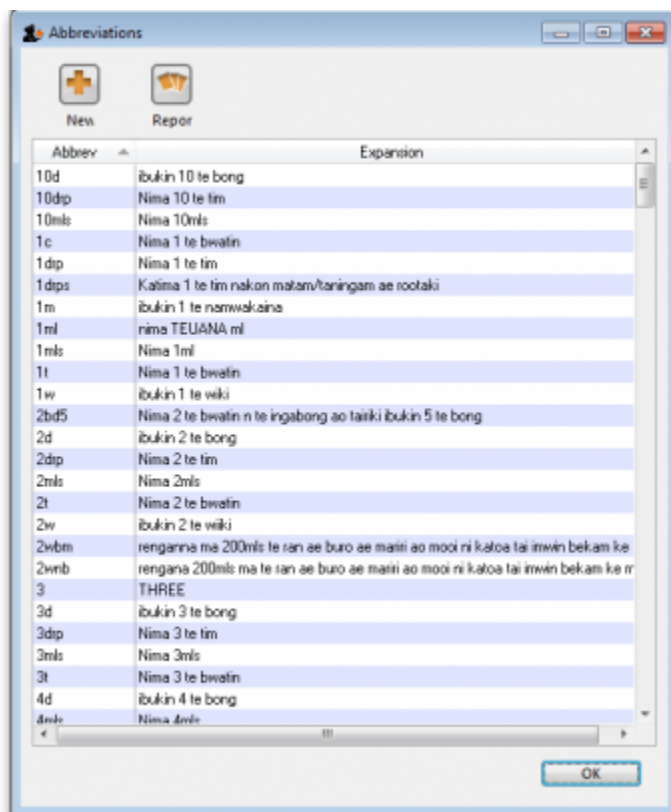 Abbreviations
New
Repor
Abbrev Expansion
10d ibukin 10 te bong
10drp Nima 10 te tim
10mls Nima 10mls
1c Nima 1 te bwatin
1drp Nima 1 te tim
1drps Katima 1 te tim nakon matam/taningam ae rootaki
1m ibukin 1 te namwakaina
1ml nima TEUANA ml
1mls Nima 1ml
1t Nima 1 te bwatin
1w ibukin 1 te wiki
2bd5 Nima 2 te bwatin n te ingabong ao tairiki ibukin 5 te bong
2d ibukin 2 te bong
2drp Nima 2 te tim
2mls Nima 2mls
2t Nima 2 te bwatin
2w ibukin 2 te wiiki
2wbm renganna ma 200mls te ran ae buro ae mariri ao mooi ni katoa tai imwin bekam ke
2wnb rengana 200mls ma te ran ae buro ae mariri ao mooi ni katoa tai imwin bekam ke m
3 THREE
3d ibukin 3 te bong
3drp Nima 3 te tim
3mls Nima 3mls
3t Nima 3 te bwatin
4d ibukin 4 te bong
4mls Nima 4mls
OK